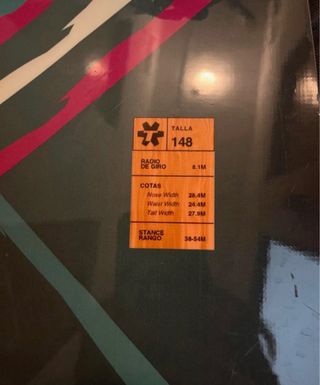 TALLA
148
RADIO
DE GIRO 8.1M
COTAS
Nose Width 28.4M
Waist Width 24.4M
Tail Width 27.9M
STANCE
RANGO 38-54M